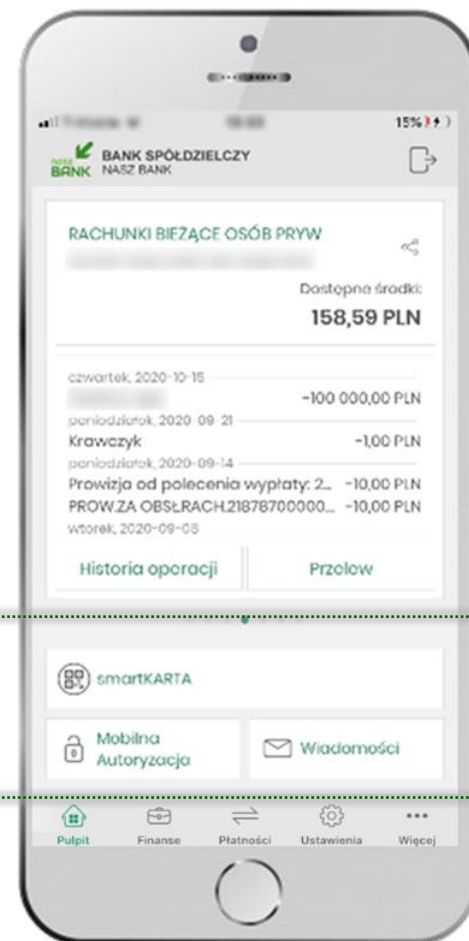 15%
NASZ BANK
BANK SPÓŁDZIELCZY
NASZ BANK
RACHUNKI BIEŻĄCE OSÓB PRYW
Dostępne środki:
158,59 PLN
czwartek, 2020-10-15
-100 000,00 PLN
poniedziałek, 2020-09-21
Krawczyk -1,00 PLN
poniedziałek, 2020-09-14
Prowizja od polecenia wypłaty: 2... -10,00 PLN
PROW.ZA OBSŁ.RACH.21878700000... -10,00 PLN
wtorek, 2020-09-08
Historia operacji Przelew
smartKARTA
Mobilna Autoryzacja
Wiadomości
Pulpit Finanse Płatności Ustawienia Więcej